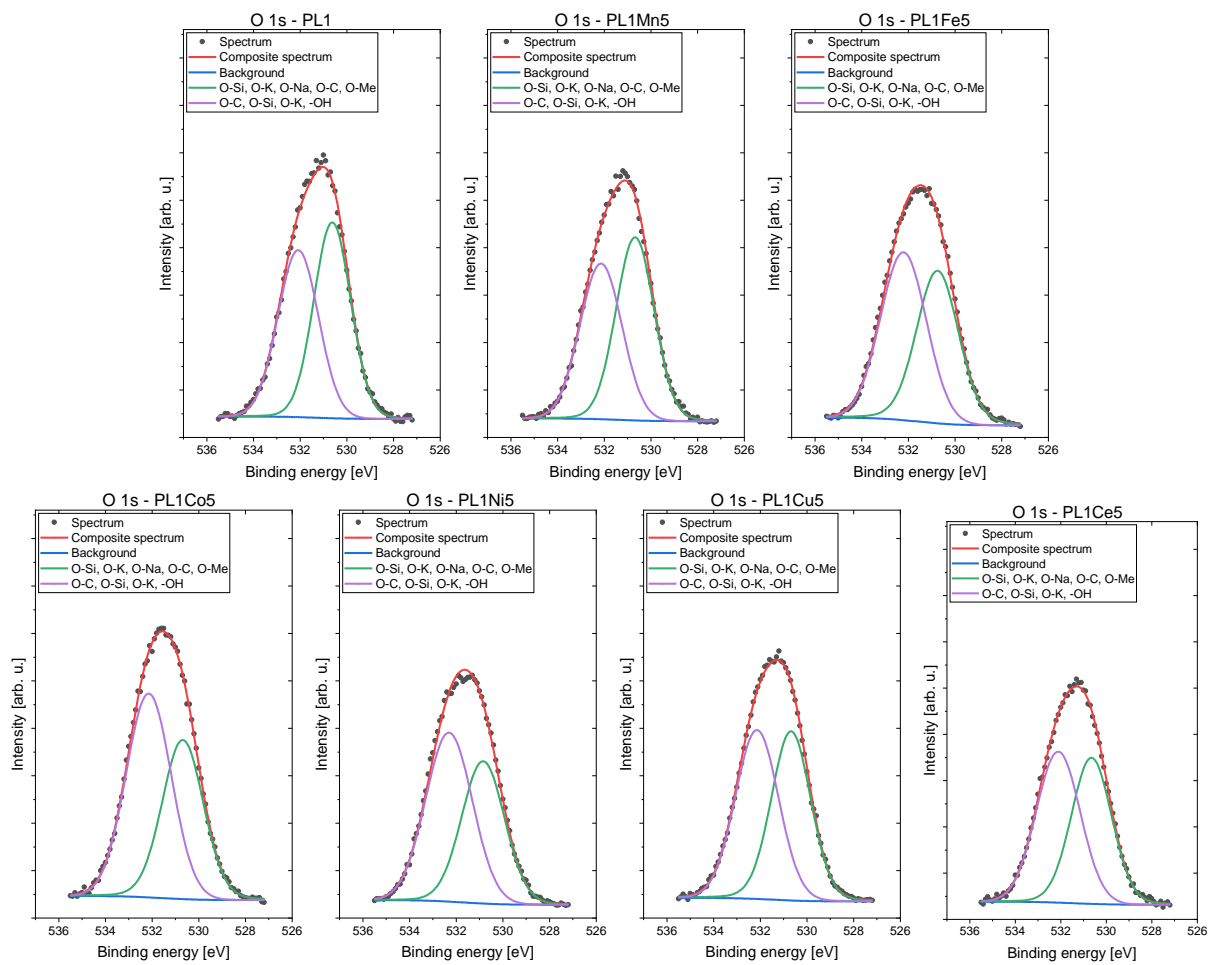 O 1s - PL1
Spectrum
Composite spectrum
Background
O-Si, O-K, O-Na, O-C, O-Me
O-C, O-Si, O-K, -OH
Intensity [arb. u.]
536 534 532 530 528 526
Binding energy [eV]
O 1s - PL1Mn5
Spectrum
Composite spectrum
Background
O-Si, O-K, O-Na, O-C, O-Me
O-C, O-Si, O-K, -OH
Intensity [arb. u.]
536 534 532 530 528 526
Binding energy [eV]
O 1s - PL1Fe5
Spectrum
Composite spectrum
Background
O-Si, O-K, O-Na, O-C, O-Me
O-C, O-Si, O-K, -OH
Intensity [arb. u.]
536 534 532 530 528 526
Binding energy [eV]
O 1s - PL1Co5
Spectrum
Composite spectrum
Background
O-Si, O-K, O-Na, O-C, O-Me
O-C, O-Si, O-K, -OH
Intensity [arb. u.]
536 534 532 530 528 526
Binding energy [eV]
O 1s - PL1Ni5
Spectrum
Composite spectrum
Background
O-Si, O-K, O-Na, O-C, O-Me
O-C, O-Si, O-K, -OH
Intensity [arb. u.]
536 534 532 530 528 526
Binding energy [eV]
O 1s - PL1Cu5
Spectrum
Composite spectrum
Background
O-Si, O-K, O-Na, O-C, O-Me
O-C, O-Si, O-K, -OH
Intensity [arb. u.]
536 534 532 530 528 526
Binding energy [eV]
O 1s - PL1Ce5
Spectrum
Composite spectrum
Background
O-Si, O-K, O-Na, O-C, O-Me
O-C, O-Si, O-K, -OH
Intensity [arb. u.]
536 534 532 530 528 526
Binding energy [eV]